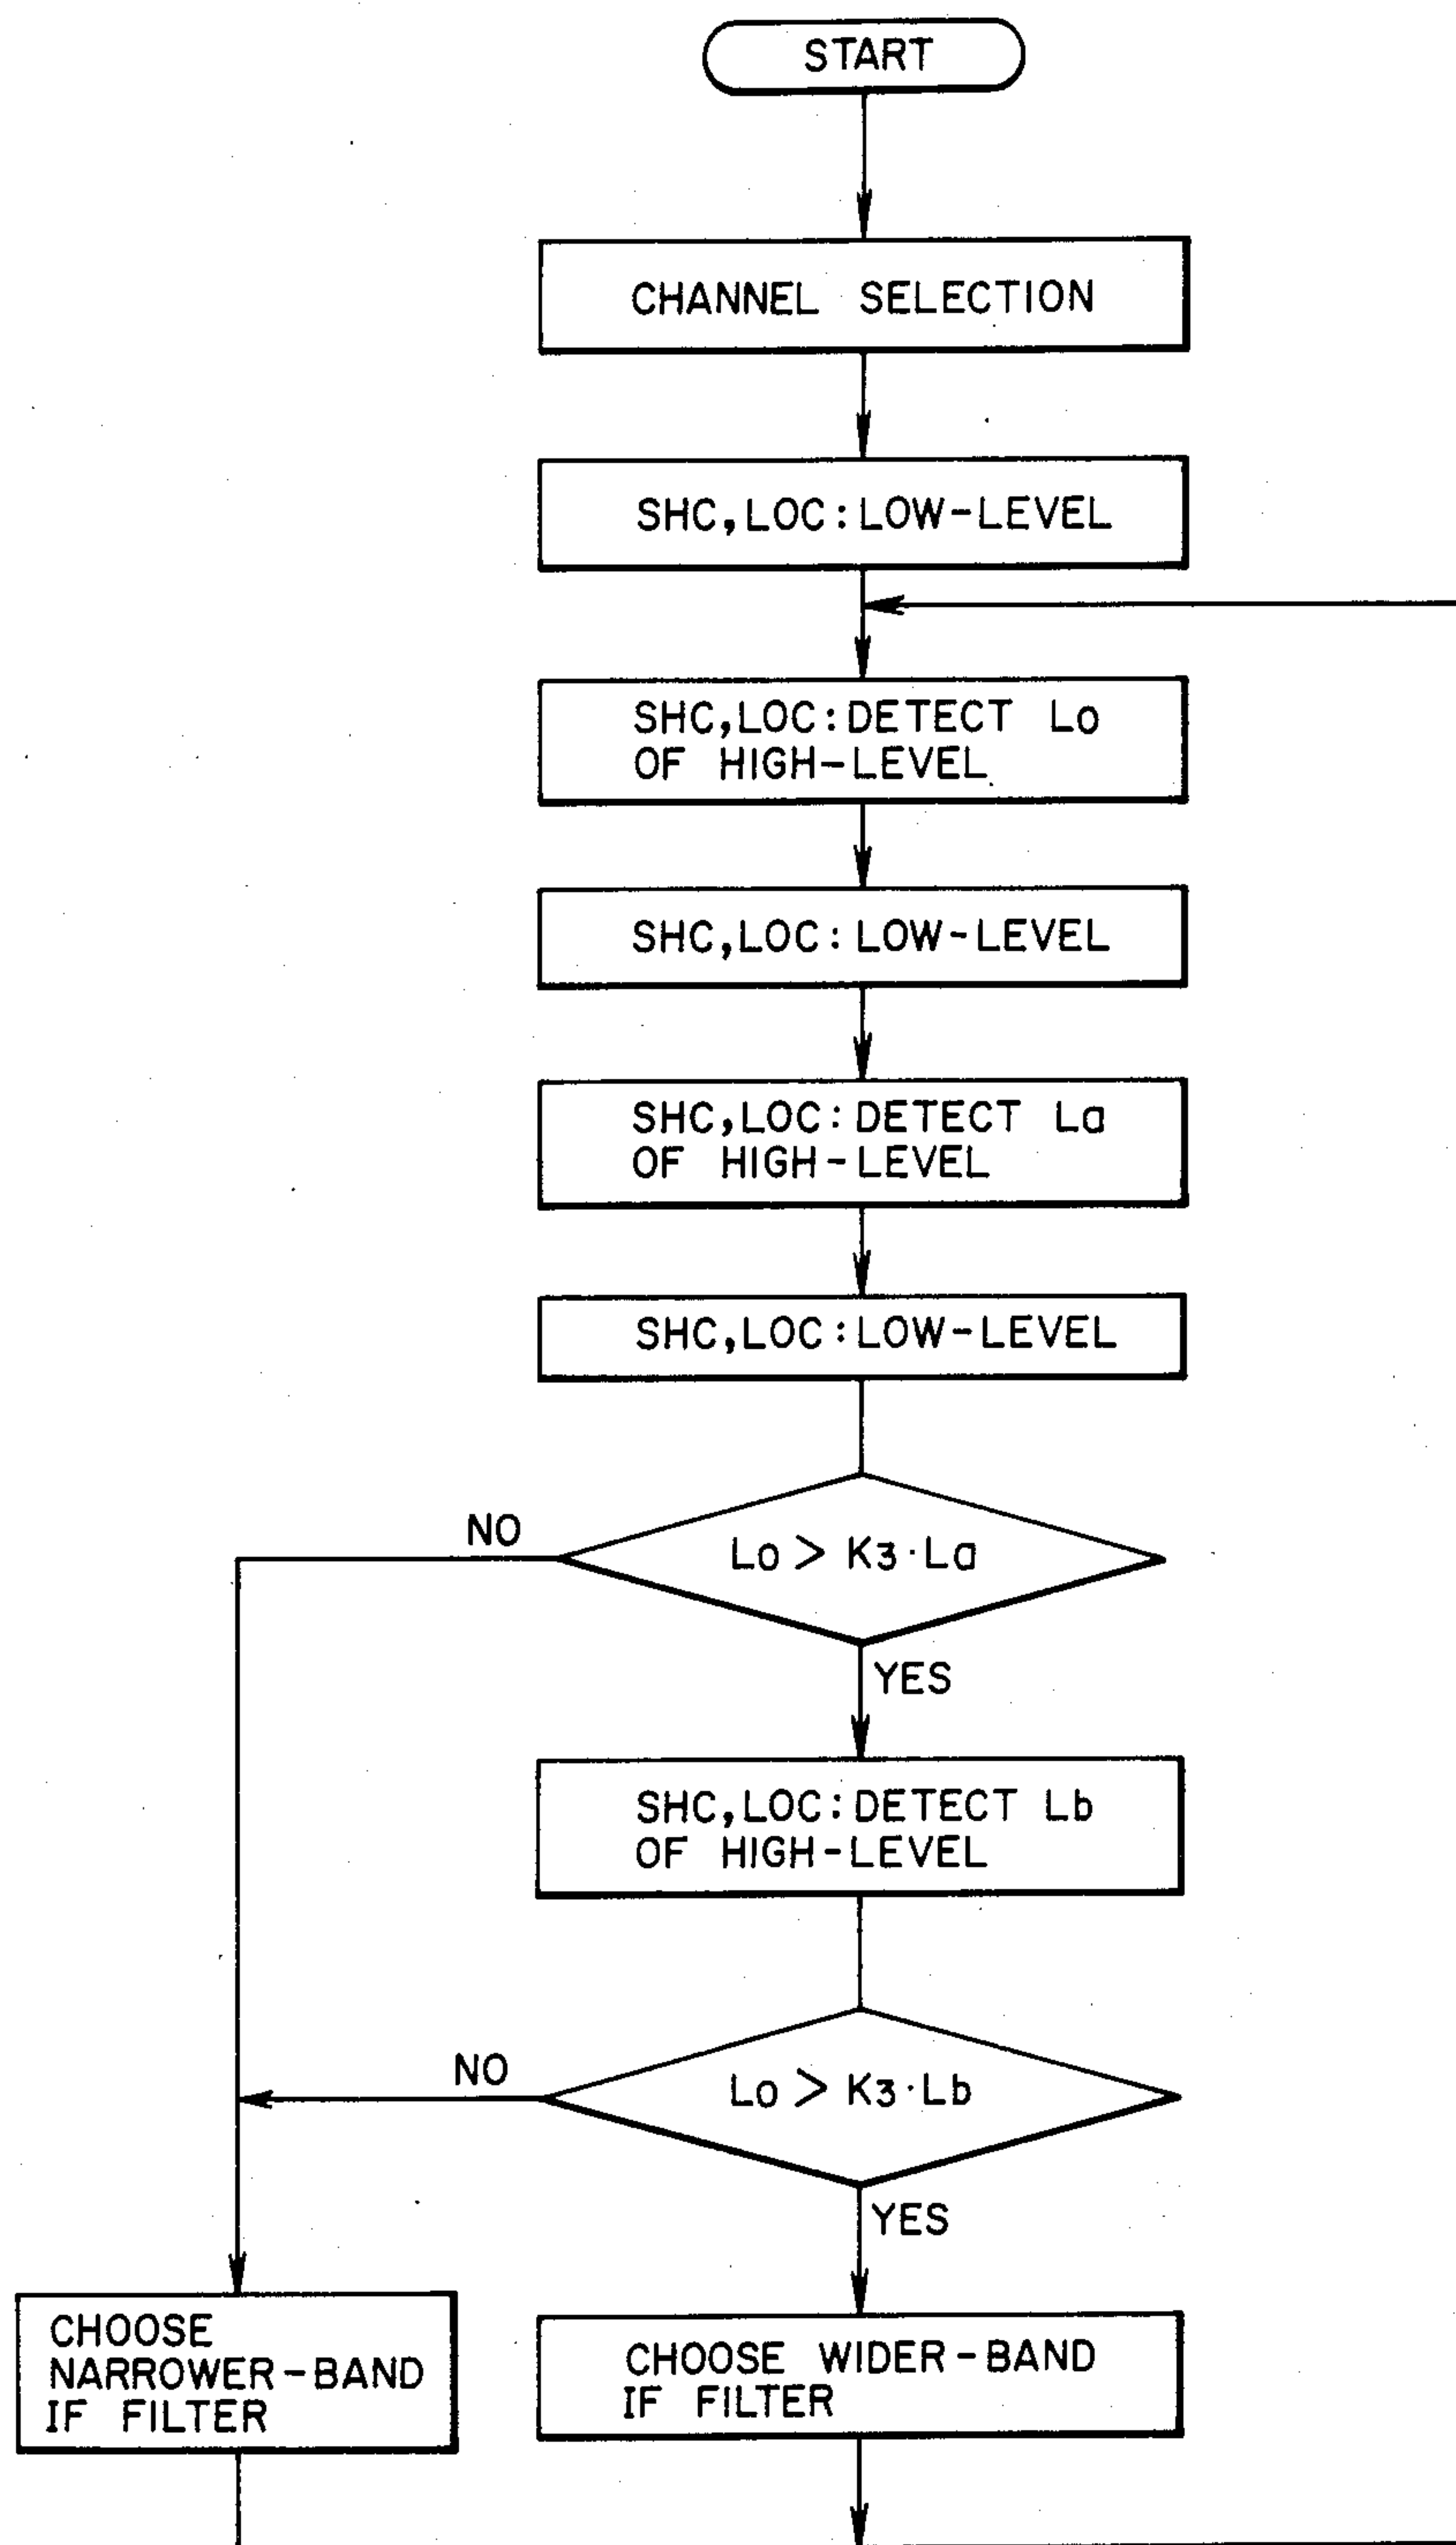 START
CHANNEL SELECTION
SHC,LOC:LOW-LEVEL
SHC,LOC:DETECT Lo
OF HIGH-LEVEL
SHC,LOC:LOW-LEVEL
SHC,LOC:DETECT La
OF HIGH-LEVEL
SHC,LOC:LOW-LEVEL
NO
Lo > K3·La
YES
SHC,LOC:DETECT Lb
OF HIGH-LEVEL
NO
Lo > K3·Lb
YES
CHOOSE
NARROWER-BAND
IF FILTER
CHOOSE WIDER-BAND
IF FILTER